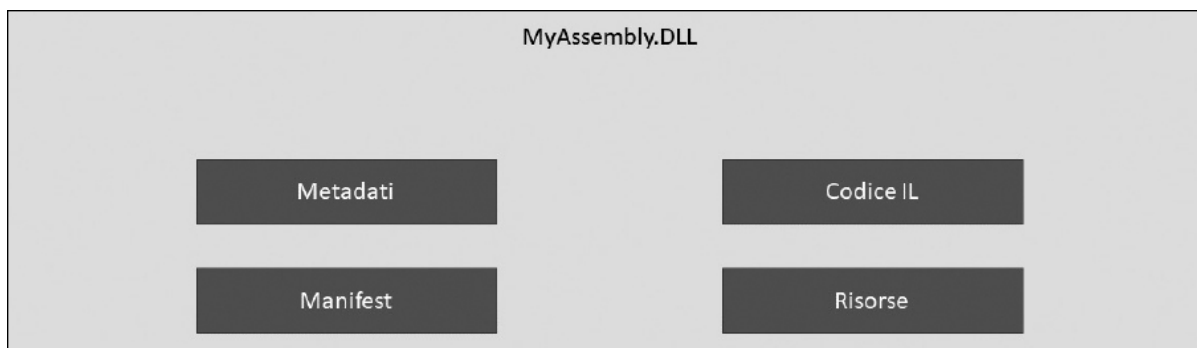 MyAssembly.DLL
Metadati
Codice IL
Manifest
Risorse